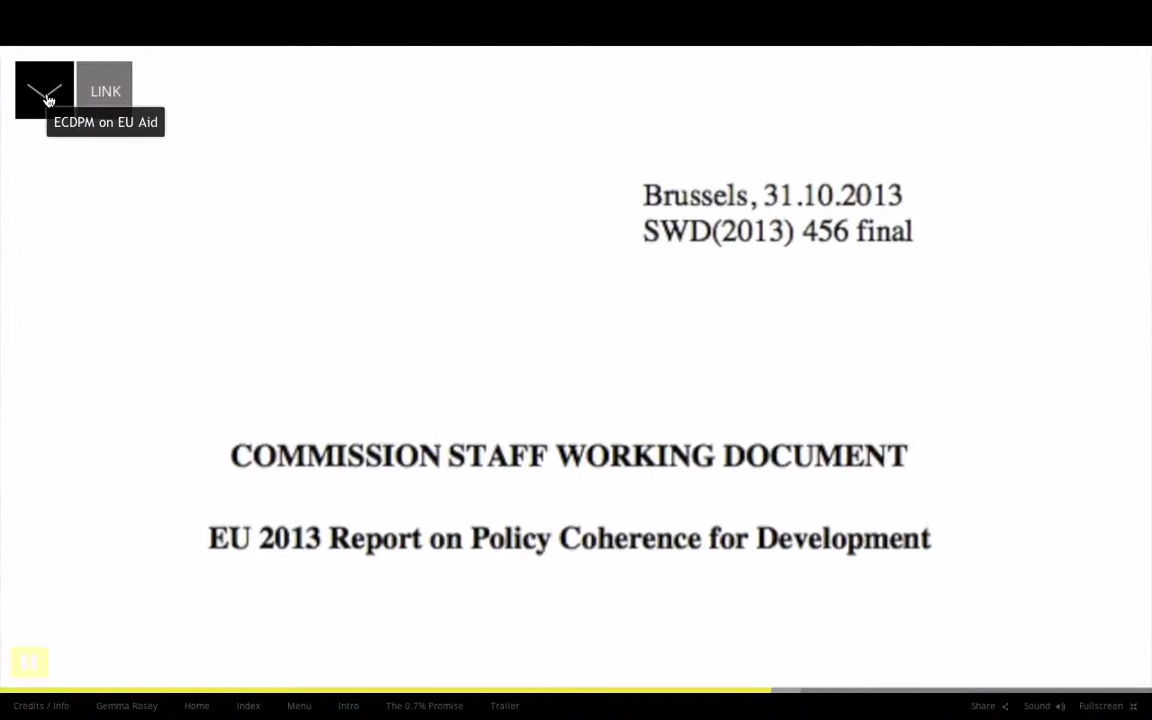 LINK
ECDPM on EU Aid
Brussels, 31.10.2013
SWD(2013) 456 final
COMMISSION STAFF WORKING DOCUMENT
EU 2013 Report on Policy Coherence for Development
Credits / Info Gemma Rosey Home Index Menu Intro The 0.7% Promise Trailer Share Sound Fullscreen